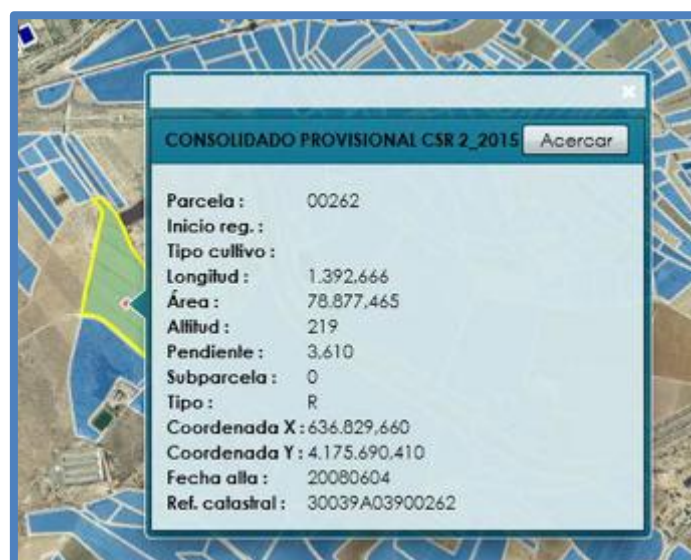 CONSOLIDADO PROVISIONAL CSR 2_2015 Acercar
Parcela : 00262
Inicio reg. :
Tipo cultivo :
Longitud : 1.392,666
Área : 78.877,465
Altitud : 219
Pendiente : 3,610
Subparcela : 0
Tipo : R
Coordenada X : 636.829,660
Coordenada Y : 4.175.690,410
Fecha alta : 20080604
Ref. catastral : 30039A03900262